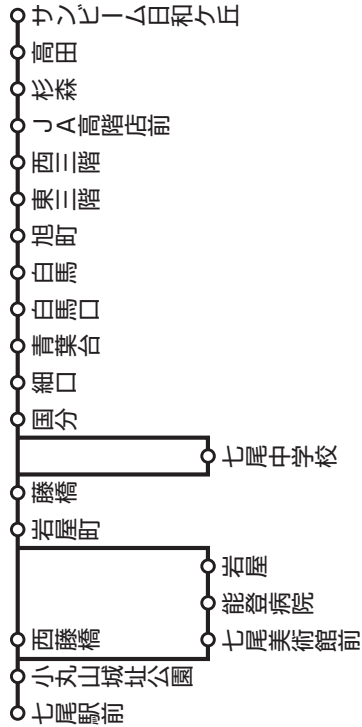 サンビーム日和ケ丘
高田
杉森
JA高階店前
西三階
東三階
旭町
白馬
白馬口
青葉台
細口
国分
七尾中学校
藤橋
岩屋町
岩屋
能登病院
西藤橋
七尾美術館前
小丸山城址公園
七尾駅前